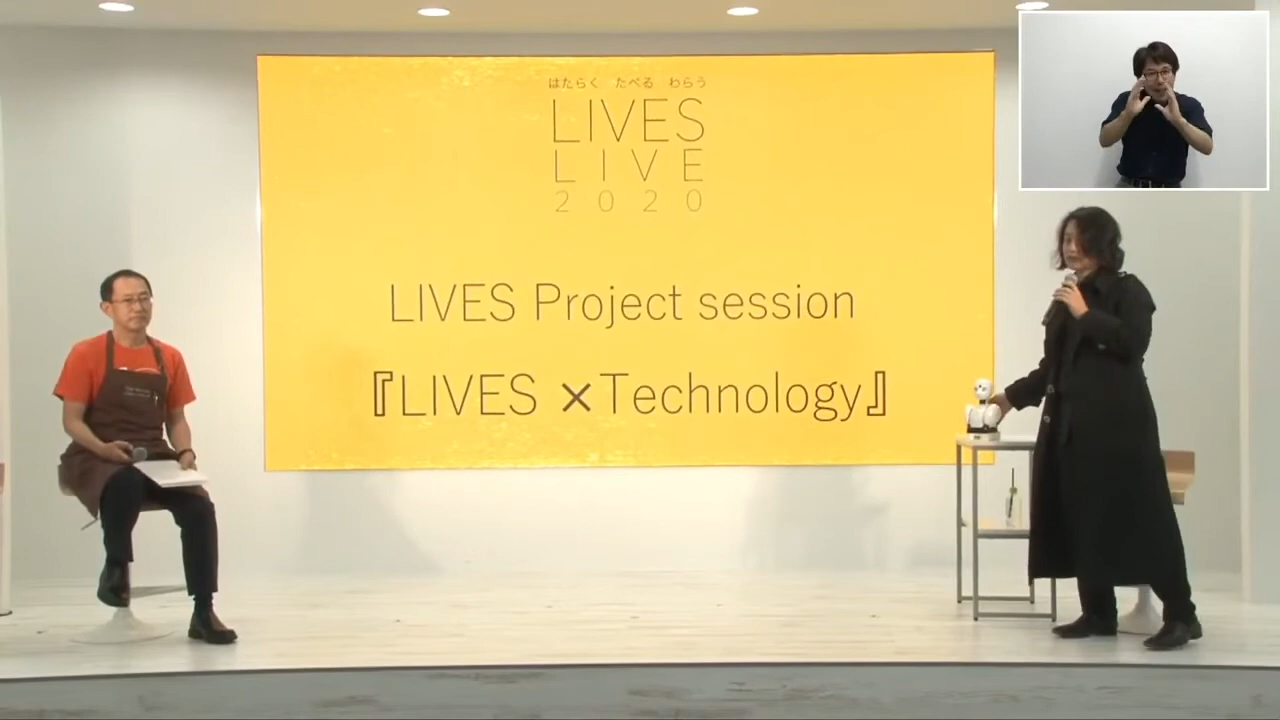 はたらく たべる わらう
LIVES
LIVE
2020
LIVES Project session
『LIVES ×Technology』